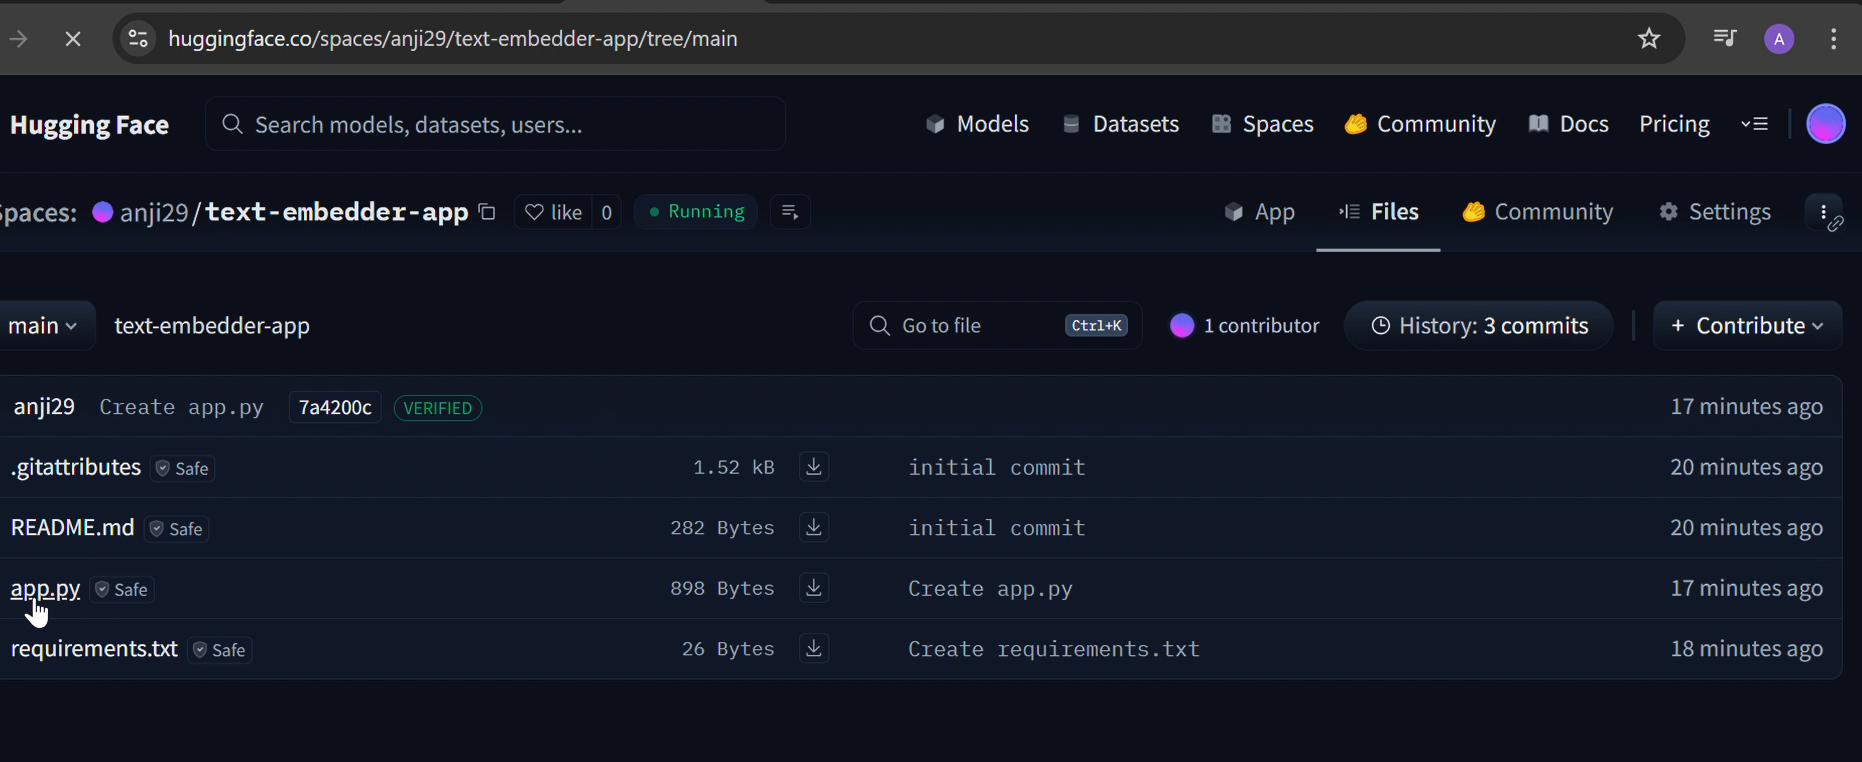 huggingface.co/spaces/anji29/text-embedder-app/tree/main
A
Hugging Face
Search models, datasets, users...
Models
Datasets
Spaces
Community
Docs
Pricing
paces: anji29/text-embedder-app
like 0
Running
App
Files
Community
Settings
main
text-embedder-app
Go to file Ctrl+K
1 contributor
History: 3 commits
+ Contribute
anji29 Create app.py 7a4200c VERIFIED 17 minutes ago
.gitattributes Safe 1.52 kB initial commit 20 minutes ago
README.md Safe 282 Bytes initial commit 20 minutes ago
app.py Safe 898 Bytes Create app.py 17 minutes ago
requirements.txt Safe 26 Bytes Create requirements.txt 18 minutes ago